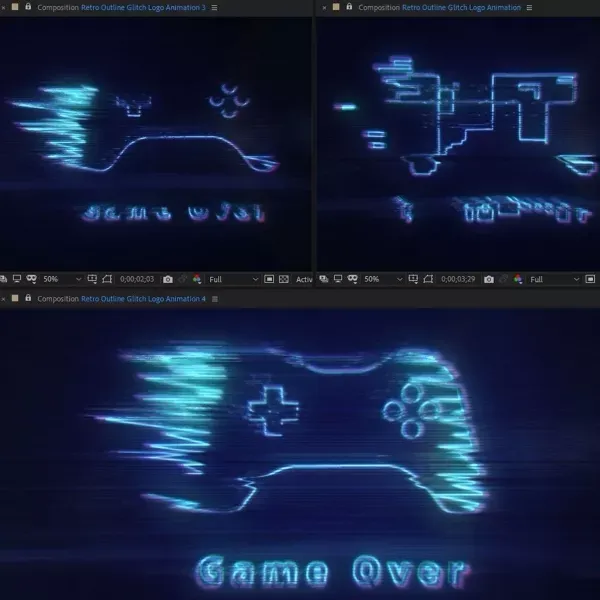 Composition Retro Outline Glitch Logo Animation 3
Composition Retro Outline Glitch Logo Animation
50%
0;00;02;03
Full
Activ
50%
0;00;03;29
Full
Composition Retro Outline Glitch Logo Animation 4
Game Over